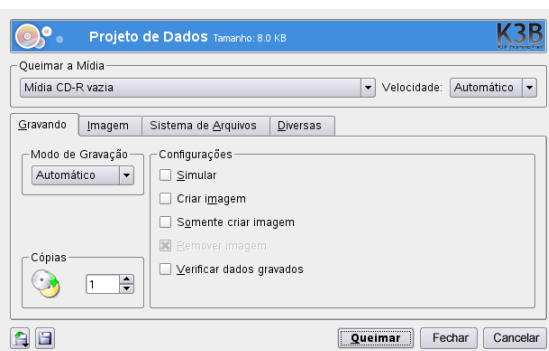 Projeto de Dados Tamanho: 8.0 KB K3B
Queimar a Mídia
Mídia CD-R vazia Velocidade: Automático
Gravando Imagem Sistema de Arquivos Diversas
Modo de Gravação
Automático
Configurações
Simular
Criar imagem
Somente criar imagem
Remover imagem
Verificar dados gravados
Cópias
1
Queimar Fechar Cancelar